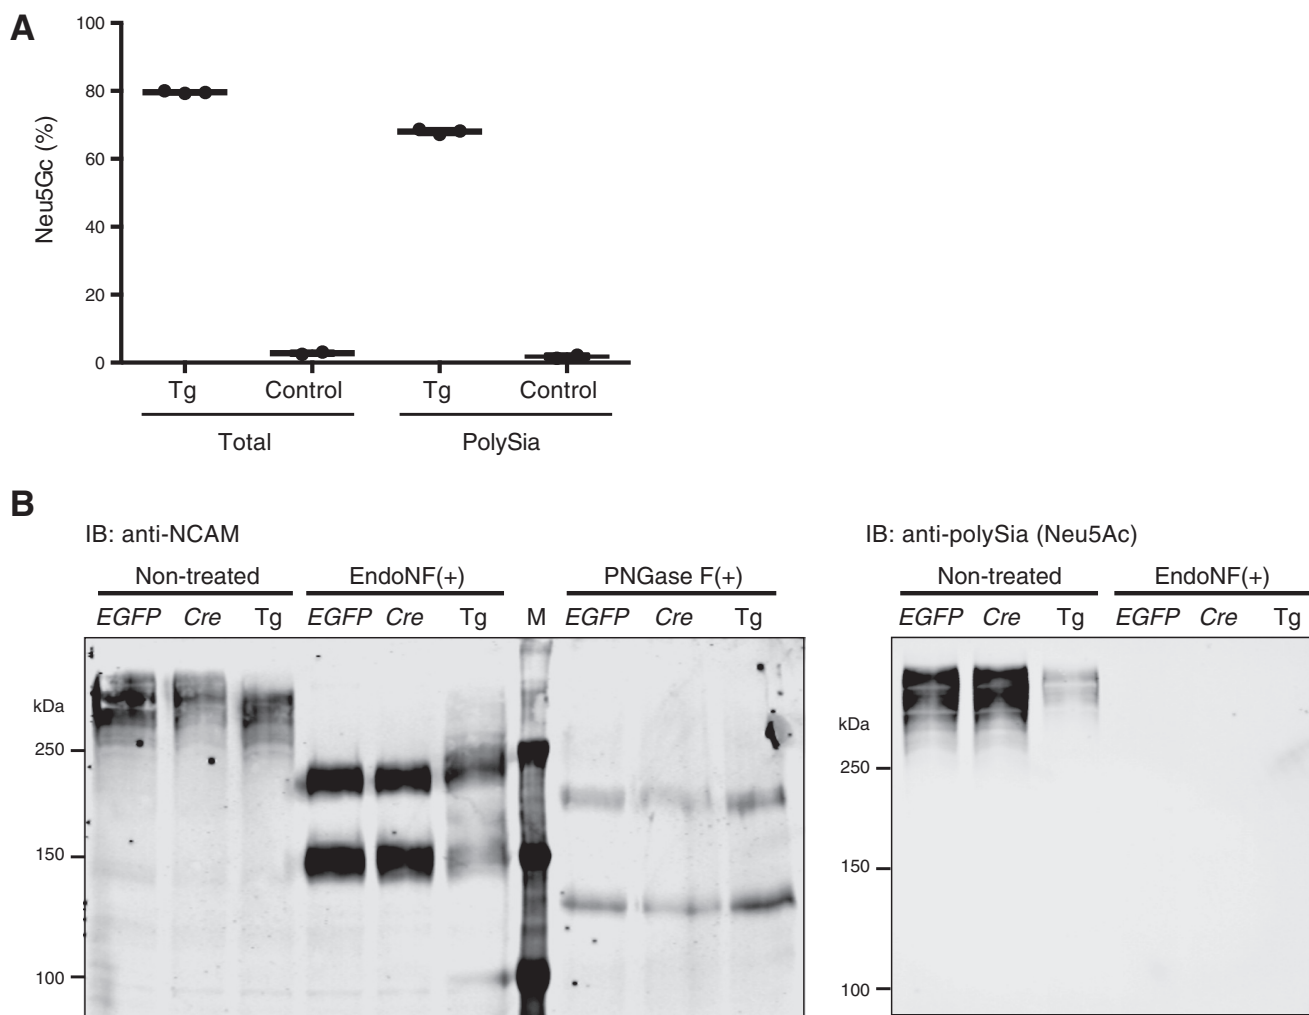 A
100
80
60
40
20
0
Neu5Gc (%)
Tg Control Tg Control
Total PolySia
B
IB: anti-NCAM
Non-treated EndoNF(+) PNGase F(+)
EGFP Cre Tg EGFP Cre Tg M EGFP Cre Tg
kDa
250
150
100
IB: anti-polySia (Neu5Ac)
Non-treated EndoNF(+)
EGFP Cre Tg EGFP Cre Tg
kDa
250
150
100